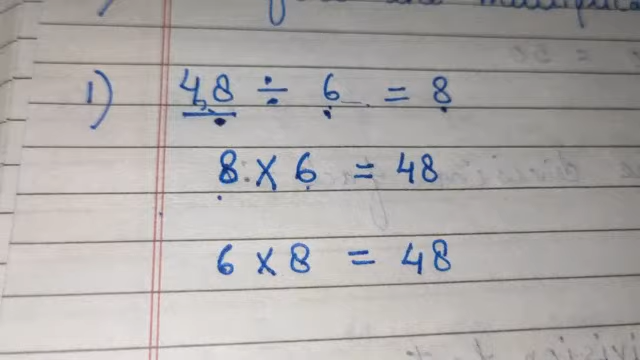 1) 48 ÷ 6 = 8
8 × 6 = 48
6 × 8 = 48